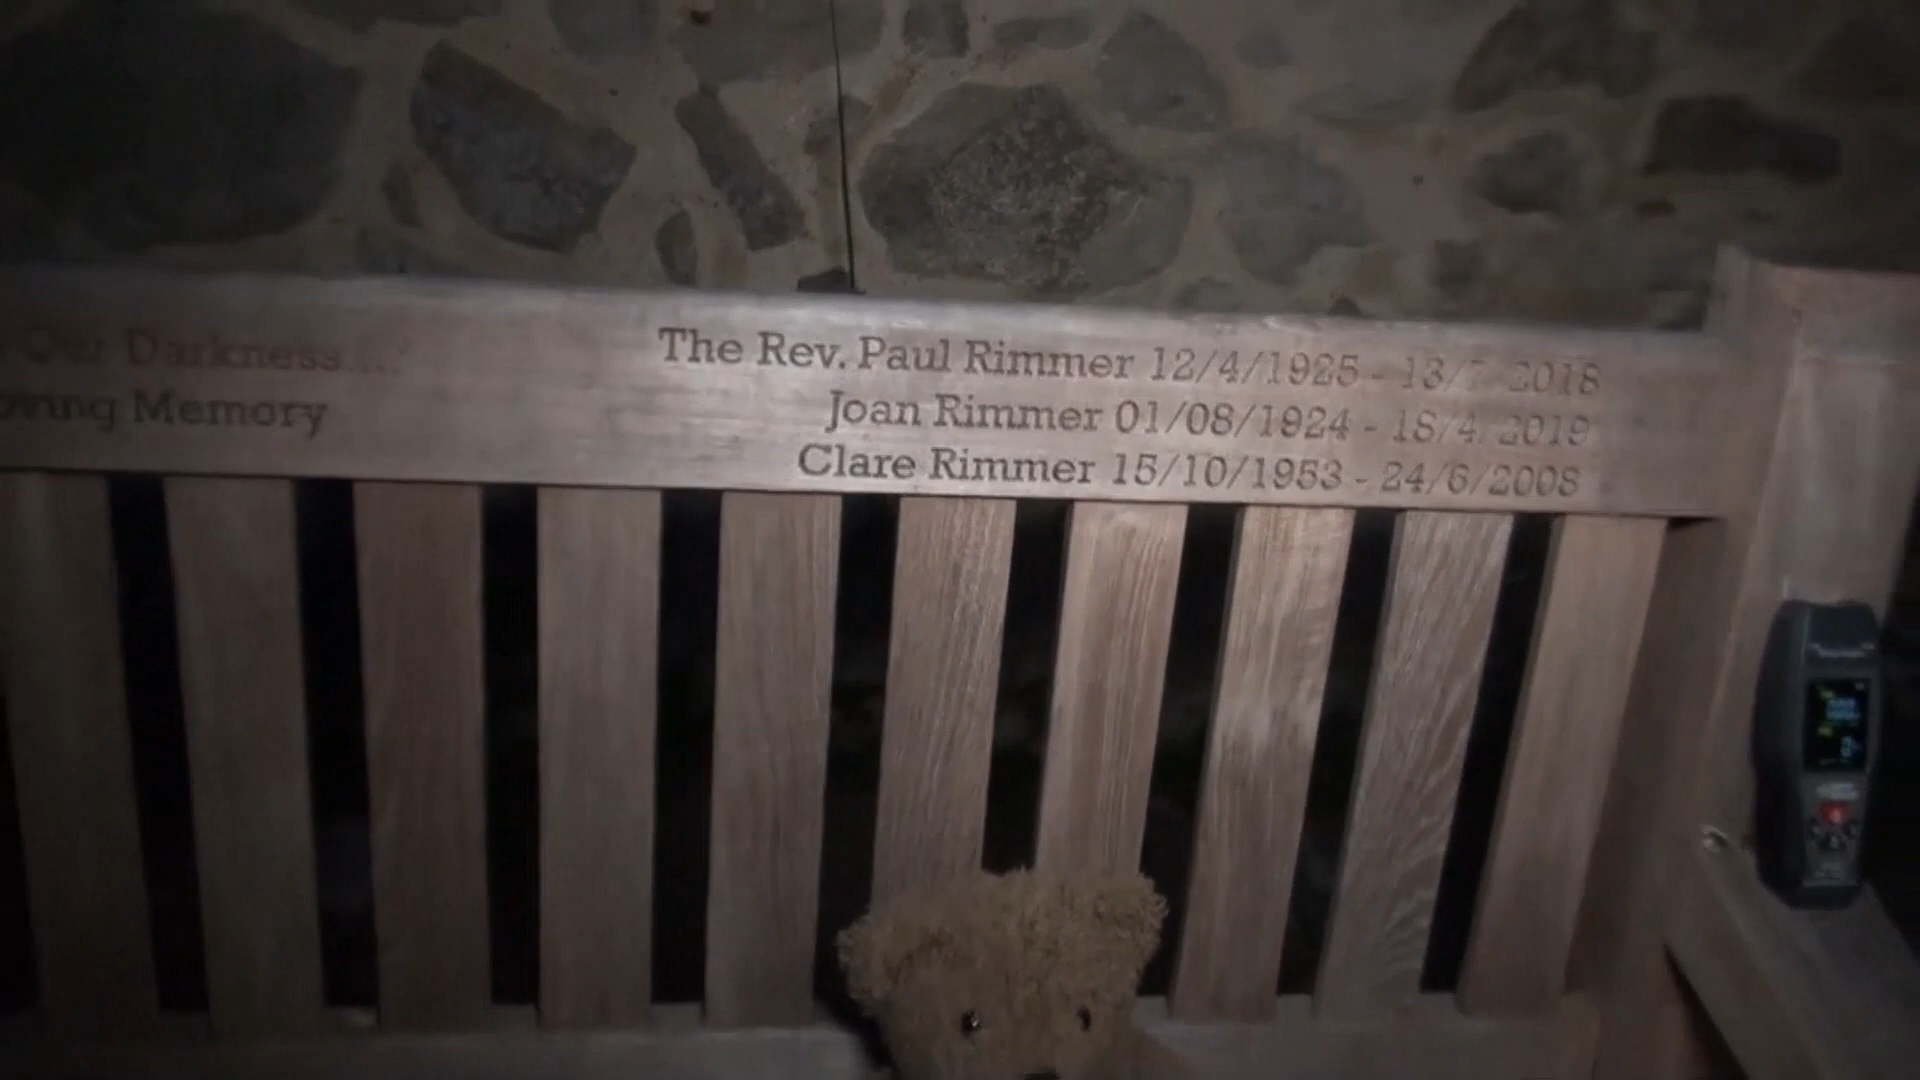 Our Darkness....
Loving Memory
The Rev. Paul Rimmer 12/4/1925 - 13/7/2018
Joan Rimmer 01/08/1924 - 18/4/2019
Clare Rimmer 15/10/1953 - 24/6/2008